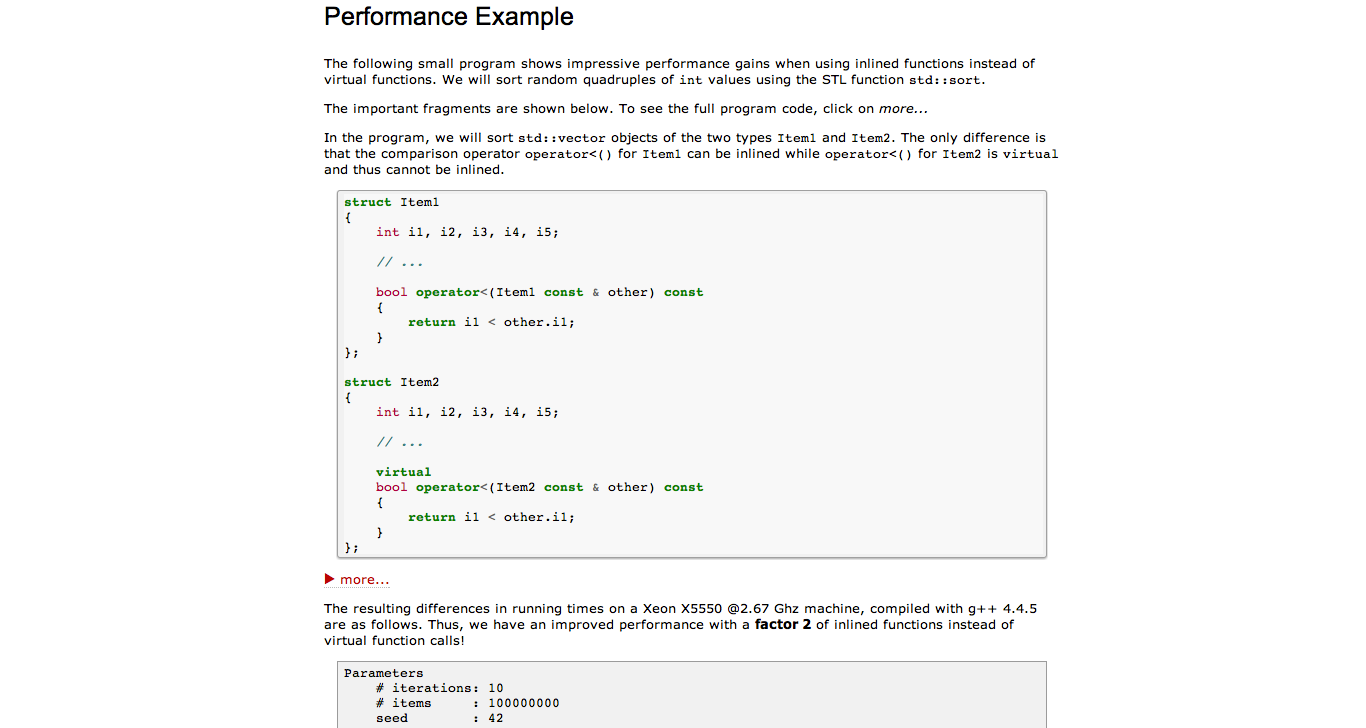 Performance Example
The following small program shows impressive performance gains when using inlined functions instead of
virtual functions. We will sort random quadruples of int values using the STL function std::sort.
The important fragments are shown below. To see the full program code, click on more...
In the program, we will sort std::vector objects of the two types Item1 and Item2. The only difference is
that the comparison operator operator<() for Item1 can be inlined while operator<() for Item2 is virtual
and thus cannot be inlined.
struct Item1
{
    int i1, i2, i3, i4, i5;
    // ...
    bool operator<(Item1 const & other) const
    {
        return i1 < other.i1;
    }
};
struct Item2
{
    int i1, i2, i3, i4, i5;
    // ...
    virtual
    bool operator<(Item2 const & other) const
    {
        return i1 < other.i1;
    }
};
▶ more...
The resulting differences in running times on a Xeon X5550 @2.67 Ghz machine, compiled with g++ 4.4.5
are as follows. Thus, we have an improved performance with a factor 2 of inlined functions instead of
virtual function calls!
Parameters
    # iterations: 10
    # items     : 100000000
    seed        : 42